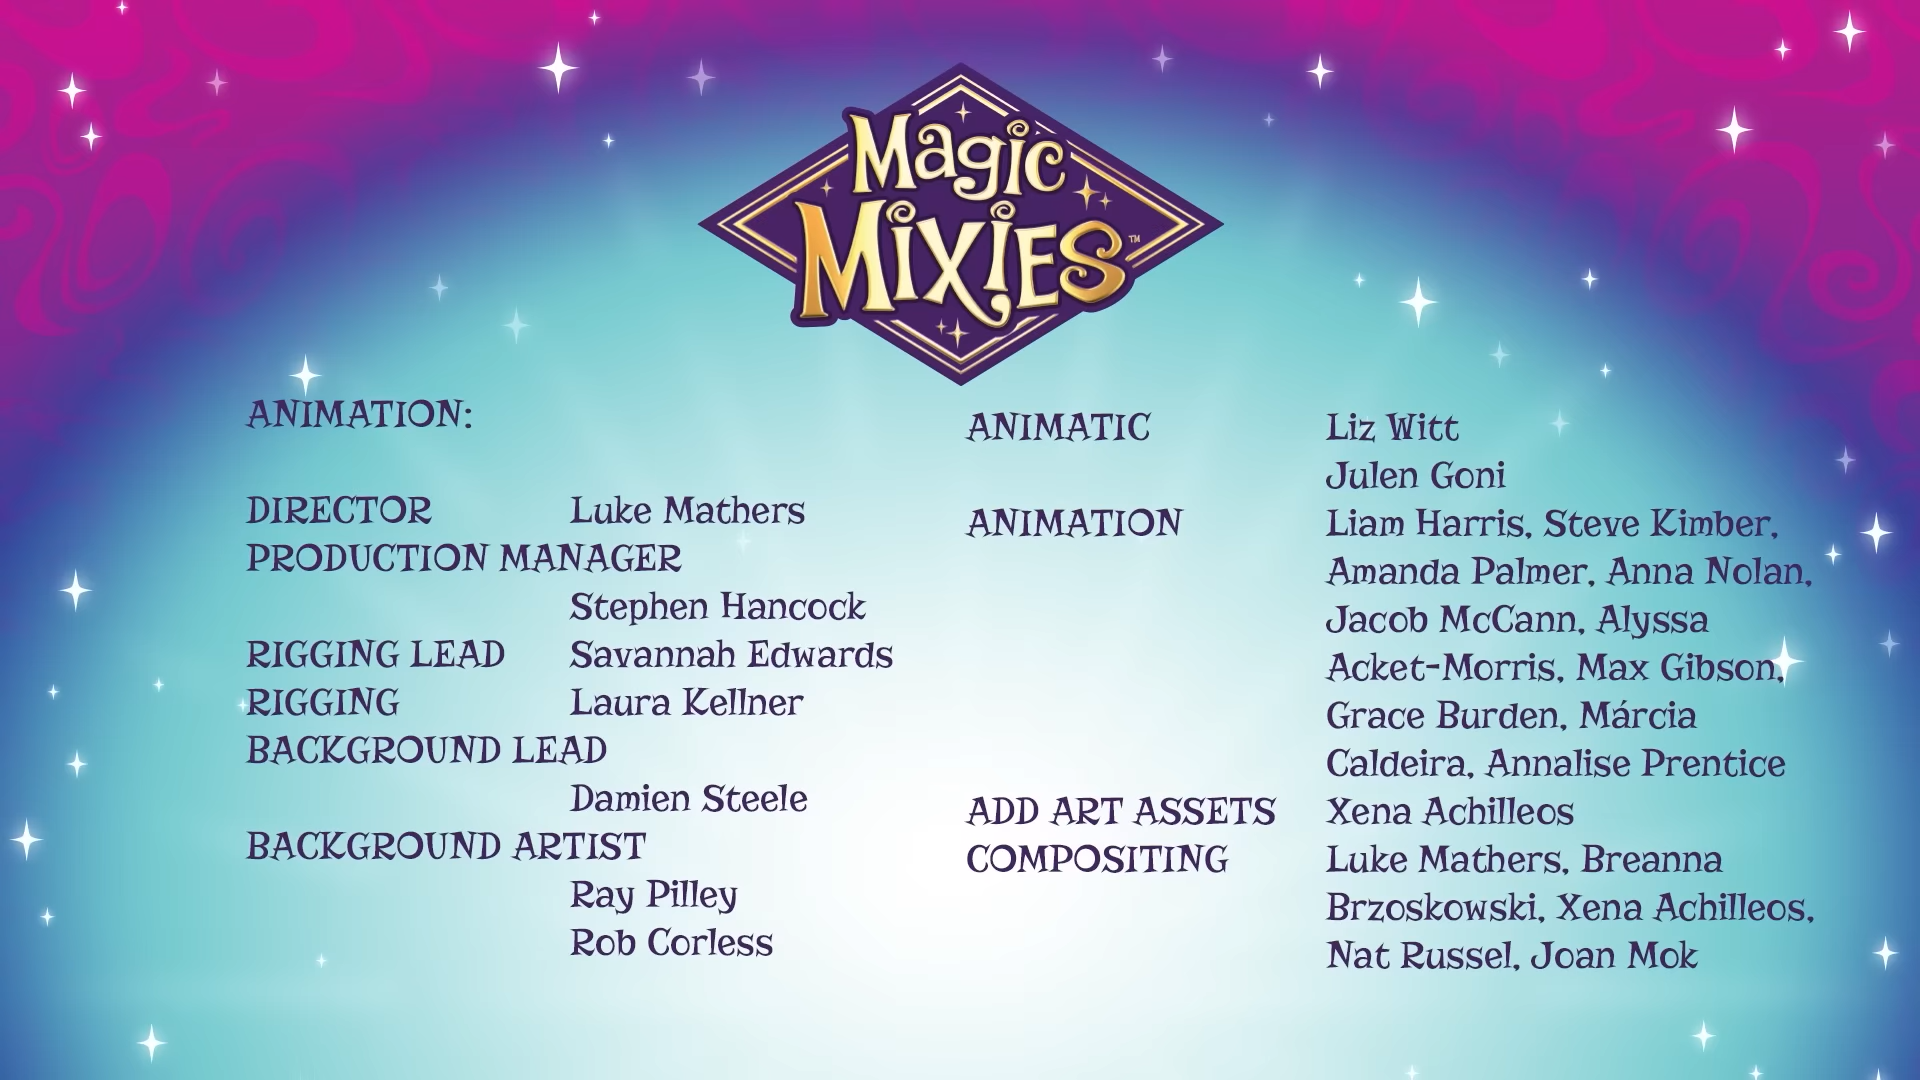 Magic
Mixies™
ANIMATION:
DIRECTOR Luke Mathers
PRODUCTION MANAGER
Stephen Hancock
RIGGING LEAD Savannah Edwards
RIGGING Laura Kellner
BACKGROUND LEAD
Damien Steele
BACKGROUND ARTIST
Ray Pilley
Rob Corless
ANIMATIC Liz Witt
Julen Goni
ANIMATION Liam Harris, Steve Kimber,
Amanda Palmer, Anna Nolan,
Jacob McCann, Alyssa
Acket-Morris, Max Gibson,
Grace Burden, Márcia
Caldeira, Annalise Prentice
ADD ART ASSETS Xena Achilleos
COMPOSITING Luke Mathers, Breanna
Brzoskowski, Xena Achilleos,
Nat Russel, Joan Mok